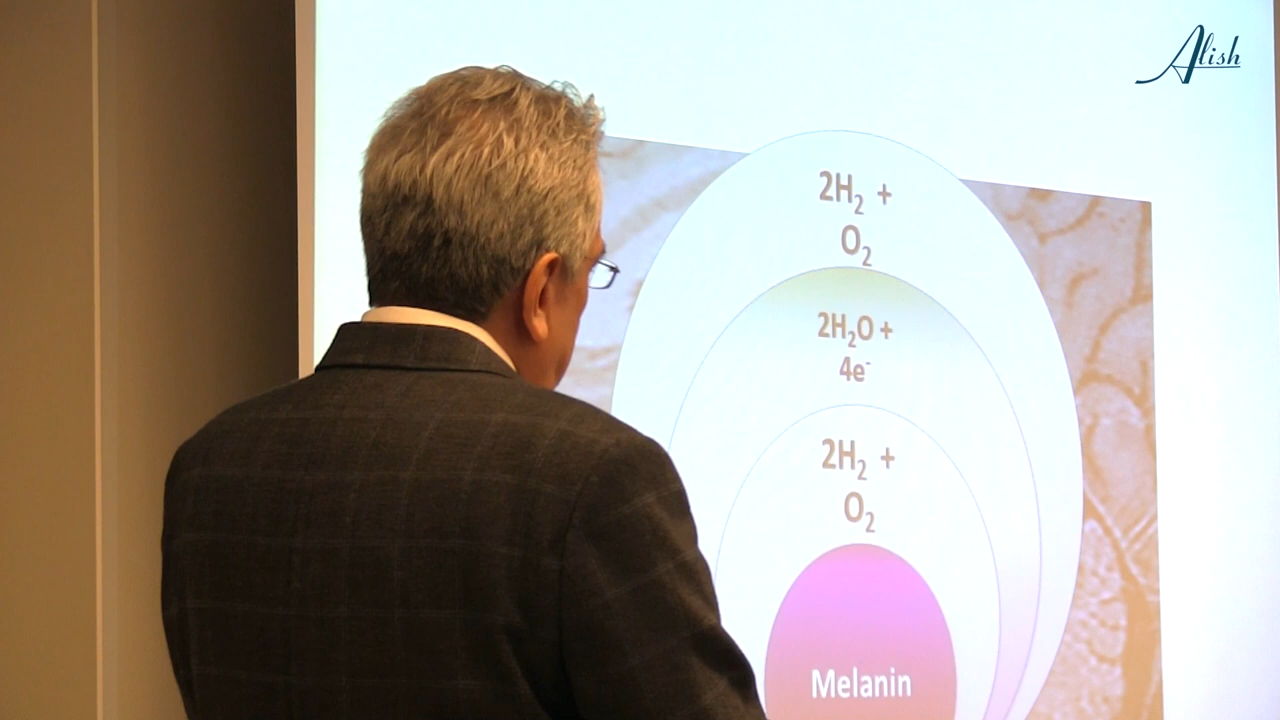 Alish
2H₂ +
O₂
2H₂O +
4e⁻
2H₂ +
O₂
Melanin